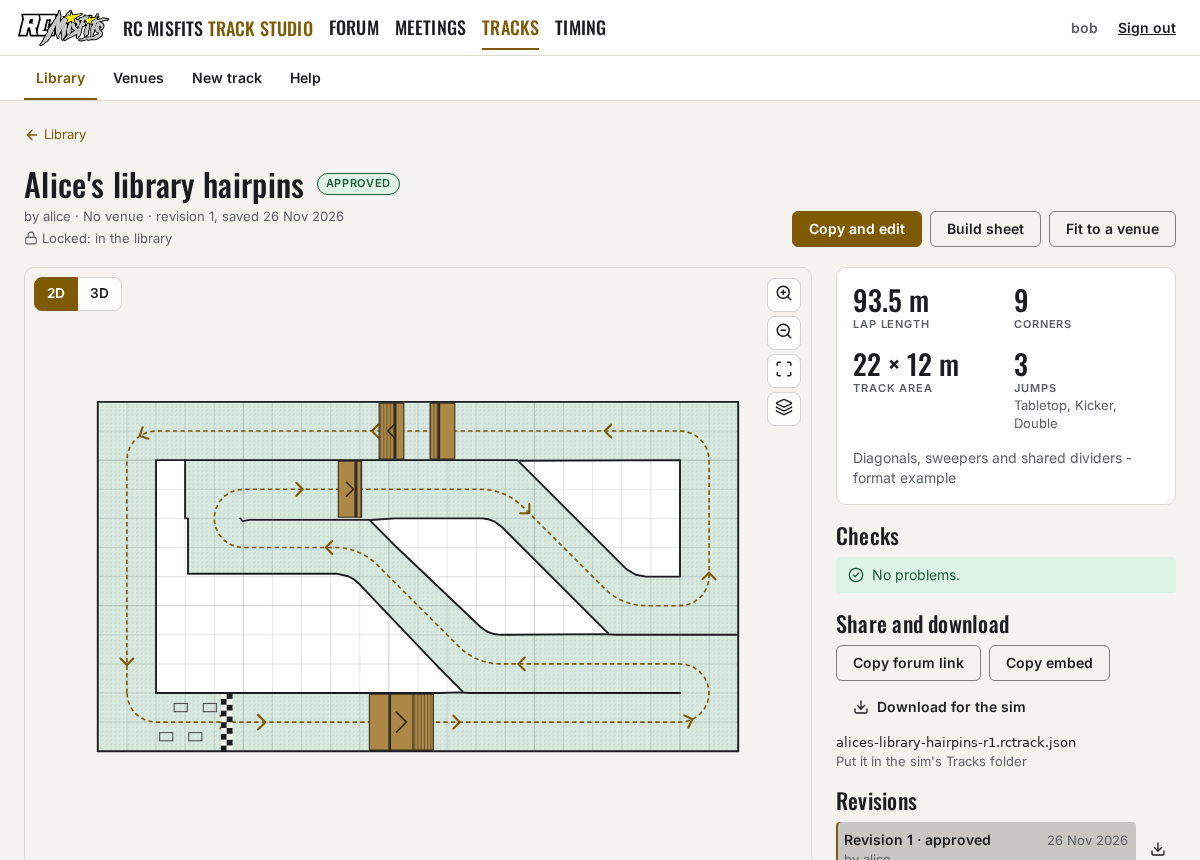 RC Misfits
RC MISFITS TRACK STUDIO
FORUM
MEETINGS
TRACKS
TIMING
bob
Sign out
Library
Venues
New track
Help
Library
Alice's library hairpins
APPROVED
by alice · No venue · revision 1, saved 26 Nov 2026
Locked: in the library
Copy and edit
Build sheet
Fit to a venue
2D
3D
93.5 m
LAP LENGTH
9
CORNERS
22 × 12 m
TRACK AREA
3
JUMPS
Tabletop, Kicker,
Double
Diagonals, sweepers and shared dividers -
format example
Checks
No problems.
Share and download
Copy forum link
Copy embed
Download for the sim
alices-library-hairpins-r1.rctrack.json
Put it in the sim's Tracks folder
Revisions
Revision 1 · approved
26 Nov 2026
by alice